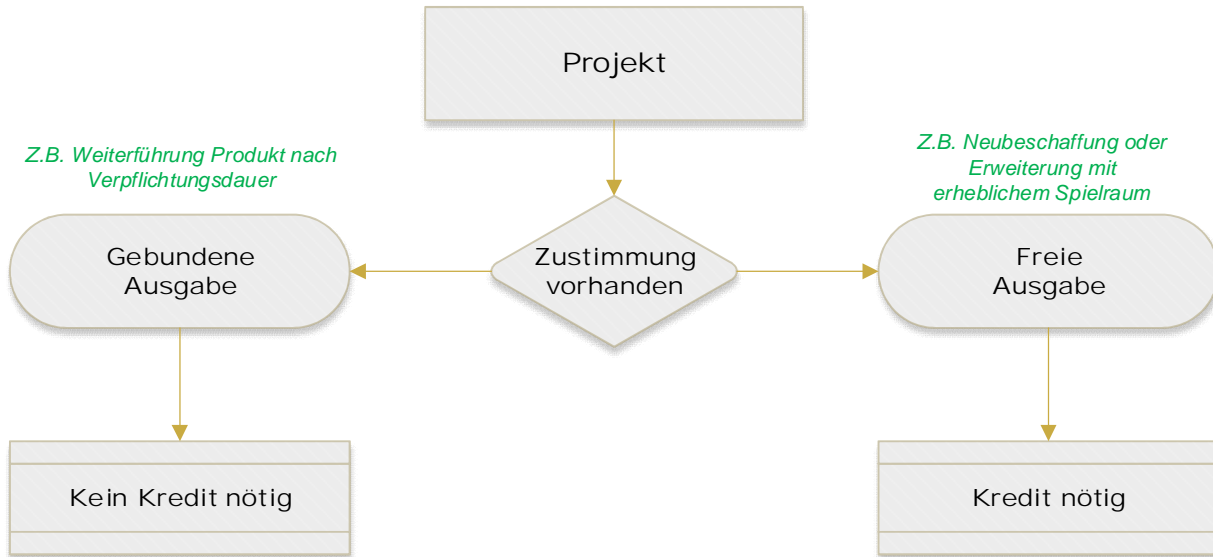 Projekt
Z.B. Weiterführung Produkt nach
Verpflichtungsdauer
Z.B. Neubeschaffung oder
Erweiterung mit
erheblichem Spielraum
Gebundene
Ausgabe
Zustimmung
vorhanden
Freie
Ausgabe
Kein Kredit nötig
Kredit nötig